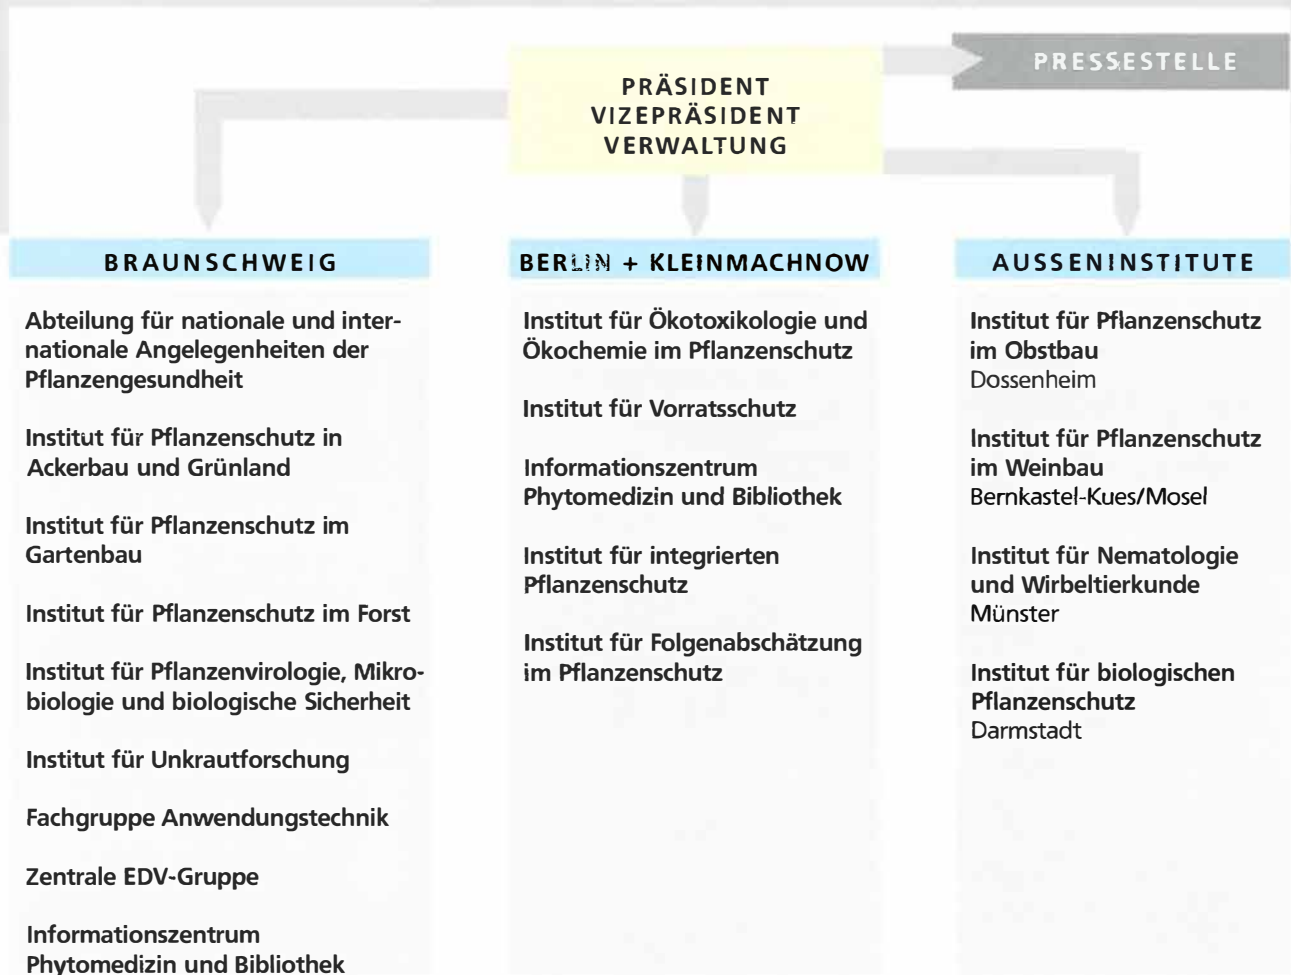 PRESSESTELLE
PRÄSIDENT
VIZEPRÄSIDENT
VERWALTUNG
BRAUNSCHWEIG
Abteilung für nationale und inter-
nationale Angelegenheiten der
Pflanzengesundheit
Institut für Pflanzenschutz in
Ackerbau und Grünland
Institut für Pflanzenschutz im
Gartenbau
Institut für Pflanzenschutz im Forst
Institut für Pflanzenvirologie, Mikro-
biologie und biologische Sicherheit
Institut für Unkrautforschung
Fachgruppe Anwendungstechnik
Zentrale EDV-Gruppe
Informationszentrum
Phytomedizin und Bibliothek
BERLIN + KLEINMACHNOW
Institut für Ökotoxikologie und
Ökochemie im Pflanzenschutz
Institut für Vorratsschutz
Informationszentrum
Phytomedizin und Bibliothek
Institut für integrierten
Pflanzenschutz
Institut für Folgenabschätzung
im Pflanzenschutz
AUSSENINSTITUTE
Institut für Pflanzenschutz
im Obstbau
Dossenheim
Institut für Pflanzenschutz
im Weinbau
Bernkastel-Kues/Mosel
Institut für Nematologie
und Wirbeltierkunde
Münster
Institut für biologischen
Pflanzenschutz
Darmstadt